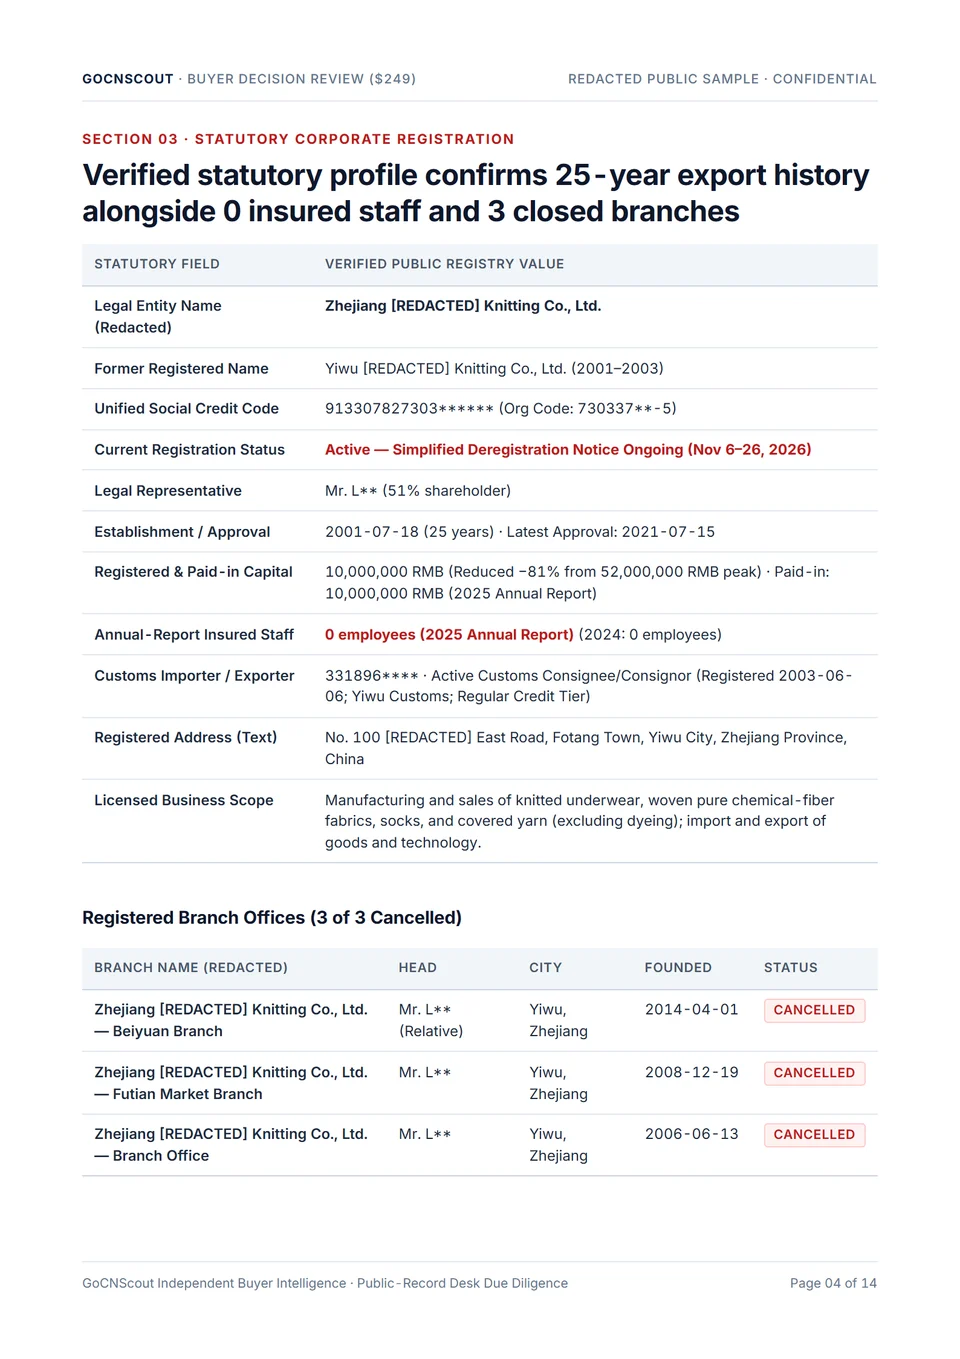 GOCNSCOUT · BUYER DECISION REVIEW ($249)
REDACTED PUBLIC SAMPLE · CONFIDENTIAL
SECTION 03 · STATUTORY CORPORATE REGISTRATION
Verified statutory profile confirms 25-year export history
alongside 0 insured staff and 3 closed branches
STATUTORY FIELD VERIFIED PUBLIC REGISTRY VALUE
Legal Entity Name Zhejiang [REDACTED] Knitting Co., Ltd.
(Redacted)
Former Registered Name Yiwu [REDACTED] Knitting Co., Ltd. (2001–2003)
Unified Social Credit Code 913307827303****** (Org Code: 730337**-5)
Current Registration Status Active — Simplified Deregistration Notice Ongoing (Nov 6–26, 2026)
Legal Representative Mr. L** (51% shareholder)
Establishment / Approval 2001-07-18 (25 years) · Latest Approval: 2021-07-15
Registered & Paid-in Capital 10,000,000 RMB (Reduced −81% from 52,000,000 RMB peak) · Paid-in:
10,000,000 RMB (2025 Annual Report)
Annual-Report Insured Staff 0 employees (2025 Annual Report) (2024: 0 employees)
Customs Importer / Exporter 331896**** · Active Customs Consignee/Consignor (Registered 2003-06-
06; Yiwu Customs; Regular Credit Tier)
Registered Address (Text) No. 100 [REDACTED] East Road, Fotang Town, Yiwu City, Zhejiang Province,
China
Licensed Business Scope Manufacturing and sales of knitted underwear, woven pure chemical-fiber
fabrics, socks, and covered yarn (excluding dyeing); import and export of
goods and technology.
Registered Branch Offices (3 of 3 Cancelled)
BRANCH NAME (REDACTED) HEAD CITY FOUNDED STATUS
Zhejiang [REDACTED] Knitting Co., Ltd. Mr. L** Yiwu, 2014-04-01 CANCELLED
— Beiyuan Branch (Relative) Zhejiang
Zhejiang [REDACTED] Knitting Co., Ltd. Mr. L** Yiwu, 2008-12-19 CANCELLED
— Futian Market Branch Zhejiang
Zhejiang [REDACTED] Knitting Co., Ltd. Mr. L** Yiwu, 2006-06-13 CANCELLED
— Branch Office Zhejiang
GoCNScout Independent Buyer Intelligence · Public-Record Desk Due Diligence
Page 04 of 14